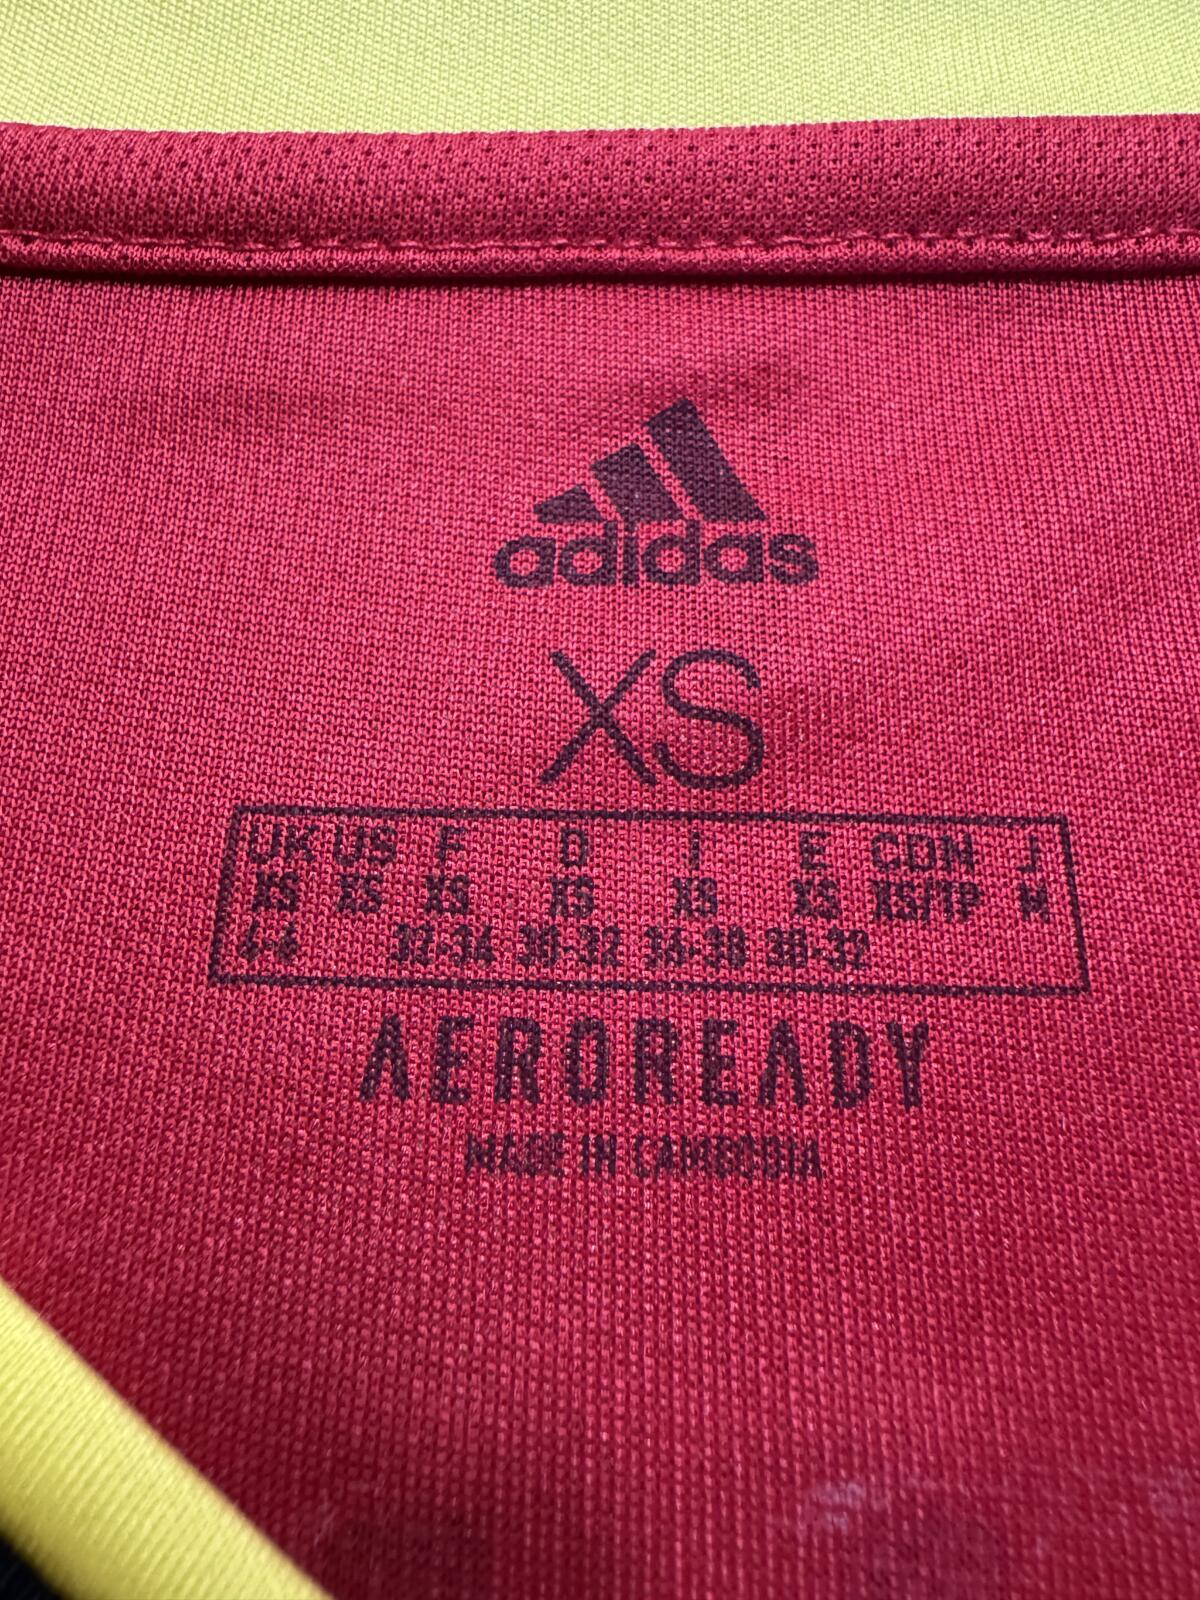 adidas
XS
UK US F D I E CDN J
XS XS XS XS XS XS XS/TP M
4-6 32-34 30-32 36-38 30-32
AEROREADY
MADE IN CAMBODIA